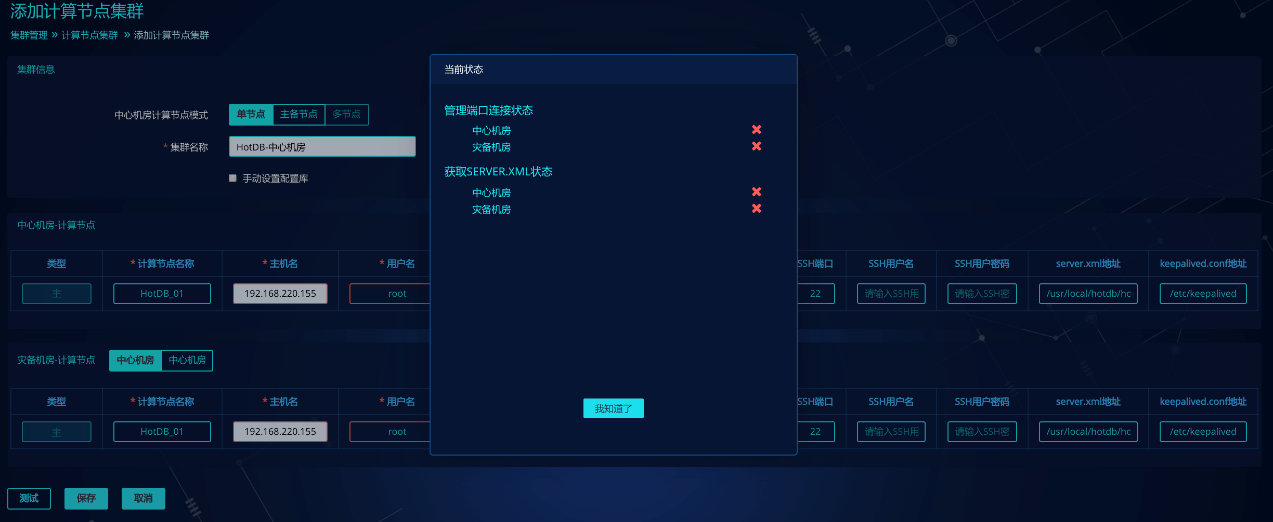 添加计算节点集群
集群管理 » 计算节点集群 » 添加计算节点集群
集群信息
中心机房计算节点模式 单节点 主备节点 多节点
* 集群名称 HotDB-中心机房
手动设置配置库
当前状态
管理端口连接状态
中心机房
灾备机房
获取SERVER.XML状态
中心机房
灾备机房
我知道了
中心机房-计算节点
类型 * 计算节点名称 * 主机名 * 用户名 SSH端口 SSH用户名 SSH用户密码 server.xml地址 keepalived.conf地址
主 HotDB_01 192.168.220.155 root 22 请输入SSH用 请输入SSH密 /usr/local/hotdb/hc /etc/keepalived
灾备机房-计算节点 中心机房 中心机房
类型 * 计算节点名称 * 主机名 * 用户名 SSH端口 SSH用户名 SSH用户密码 server.xml地址 keepalived.conf地址
主 HotDB_01 192.168.220.155 root 22 请输入SSH用 请输入SSH密 /usr/local/hotdb/hc /etc/keepalived
测试 保存 取消